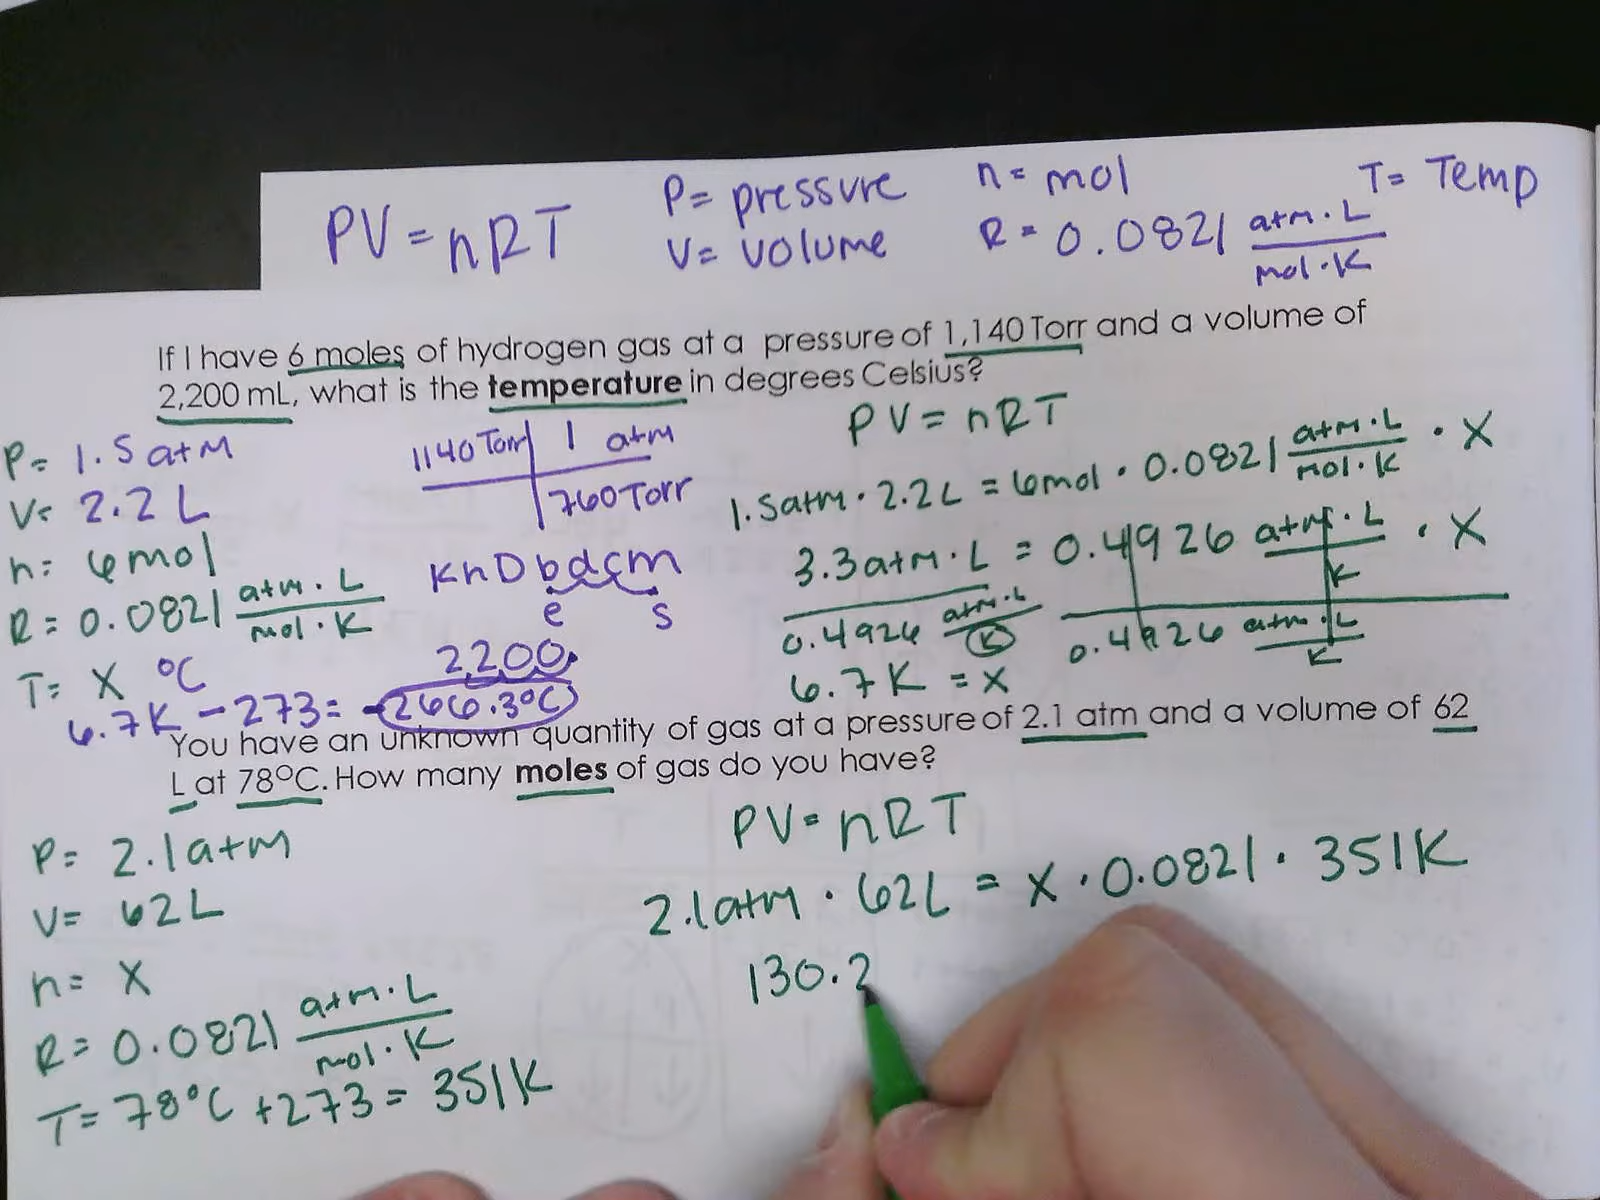 PV = nRT
P= pressure
V= volume
n= mol
R= 0.0821 atm·L / mol·K
T= Temp
If I have 6 moles of hydrogen gas at a pressure of 1,140 Torr and a volume of
2,200 mL, what is the temperature in degrees Celsius?
P= 1.5 atm
V= 2.2 L
n= 6mol
R= 0.0821 atm·L / mol·K
T= X °C
6.7K - 273 = -266.3°C
1140 Torr | 1 atm
| 760 Torr
KhDbdcm
e s
2200.
PV = nRT
1.5atm · 2.2L = 6mol · 0.0821 atm·L / mol·K · X
3.3atm·L = 0.4926 atm·L / K · X
0.4926 atm·L / K 0.4926 atm·L / K
6.7K = X
You have an unknown quantity of gas at a pressure of 2.1 atm and a volume of 62
L at 78°C. How many moles of gas do you have?
P= 2.1atm
V= 62L
n= X
R= 0.0821 atm·L / mol·K
T= 78°C +273= 351K
PV= nRT
2.1atm · 62L = X · 0.0821 · 351K
130.2